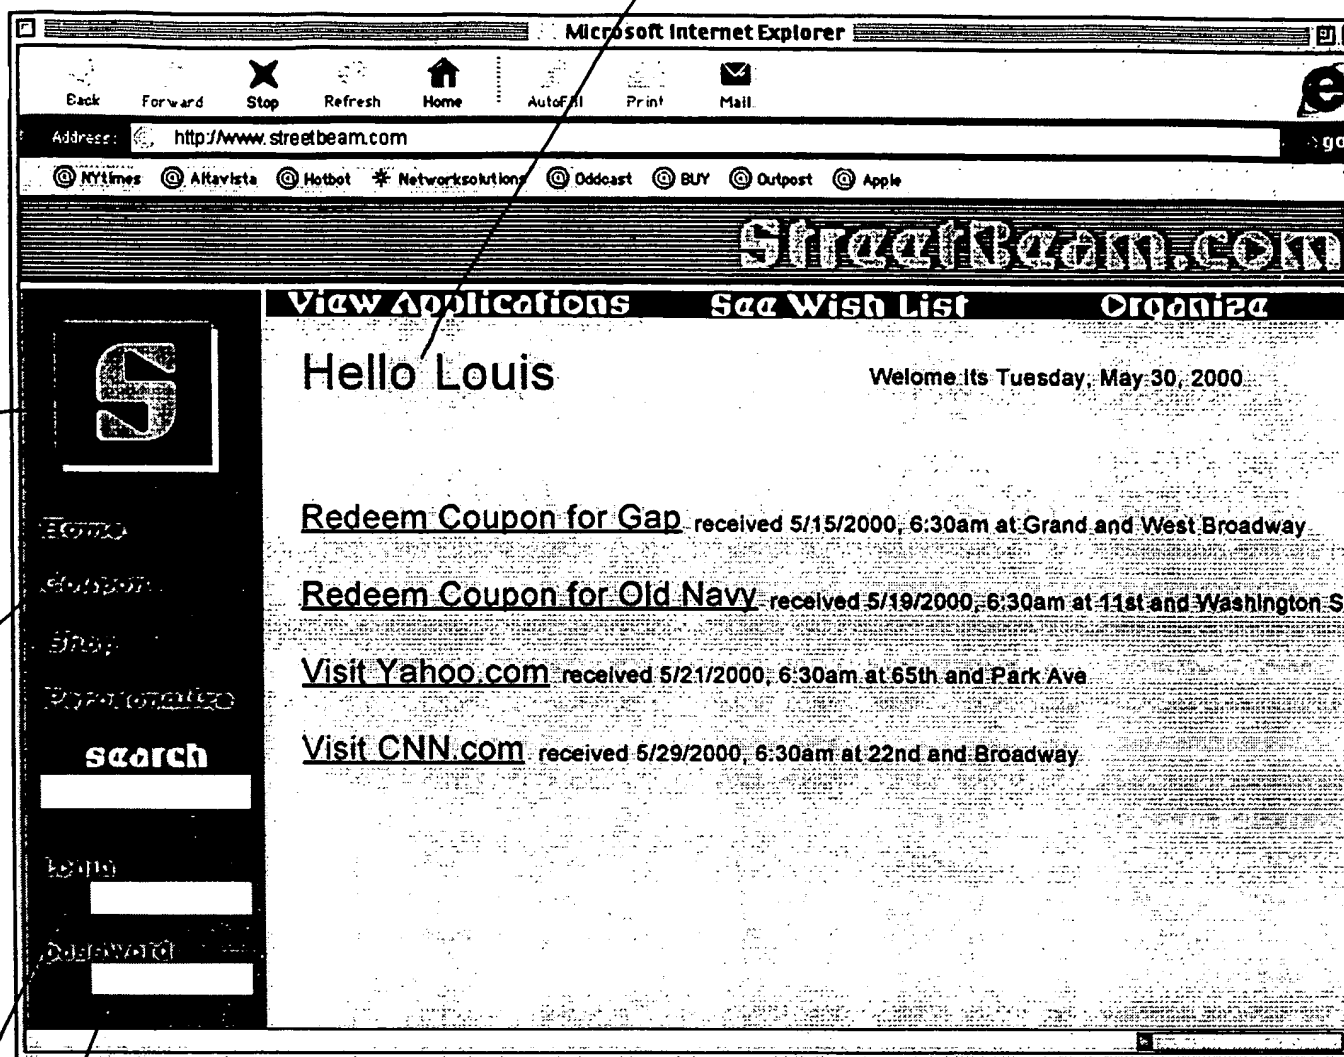 Microsoft Internet Explorer
Back Forward Stop Refresh Home AutoFill Print Mail
Address: http://www.streetbeam.com go
NYtimes Altavista Hotbot Networksolutions Oddcast BUY Outpost Apple
StreetBeam.com
View Applications See Wish List Organize
S
Hello Louis
Welome Its Tuesday, May 30, 2000
Home
Coupon
Shop
Personalize
search
Login
password
Redeem Coupon for Gap received 5/15/2000, 6:30am at Grand and West Broadway
Redeem Coupon for Old Navy received 5/19/2000, 6:30am at 11st and Washington S
Visit Yahoo.com received 5/21/2000, 6:30am at 65th and Park Ave
Visit CNN.com received 5/29/2000, 6:30am at 22nd and Broadway